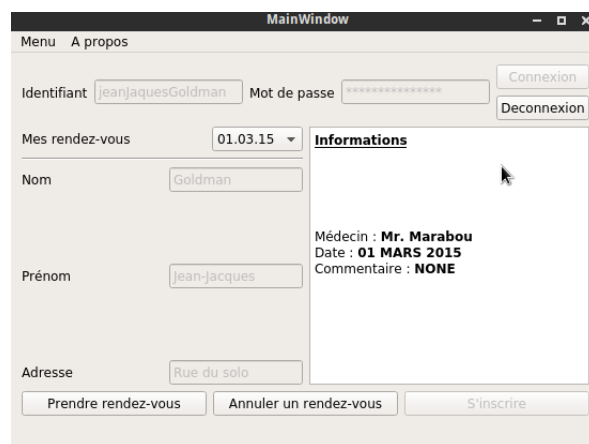 MainWindow
Menu A propos
Identifiant jeanJaquesGoldman Mot de passe *************** Connexion
Deconnexion
Mes rendez-vous 01.03.15
Informations
Nom Goldman
Médecin : Mr. Marabou
Date : 01 MARS 2015
Commentaire : NONE
Prénom Jean-Jacques
Adresse Rue du solo
Prendre rendez-vous Annuler un rendez-vous S'inscrire